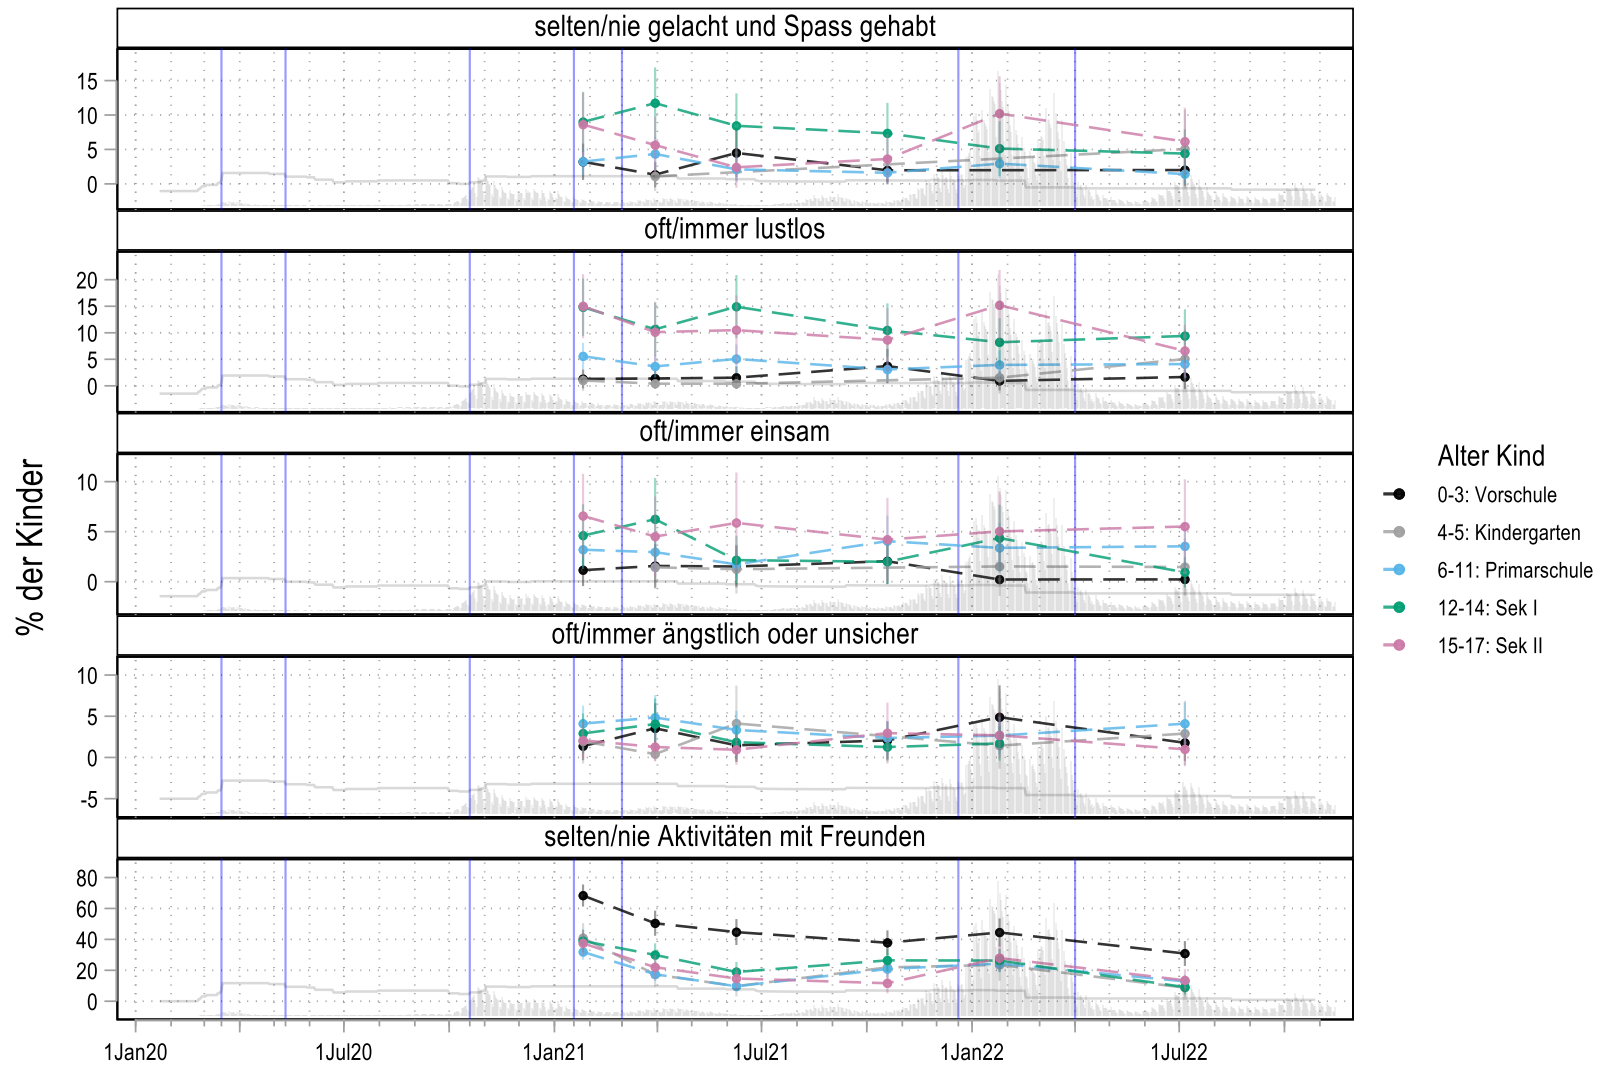 selten/nie gelacht und Spass gehabt
15
10
5
0
oft/immer lustlos
20
15
10
5
0
oft/immer einsam
10
5
0
oft/immer ängstlich oder unsicher
10
5
0
-5
selten/nie Aktivitäten mit Freunden
80
60
40
20
0
1Jan20 1Jul20 1Jan21 1Jul21 1Jan22 1Jul22
% der Kinder
Alter Kind
0-3: Vorschule
4-5: Kindergarten
6-11: Primarschule
12-14: Sek I
15-17: Sek II